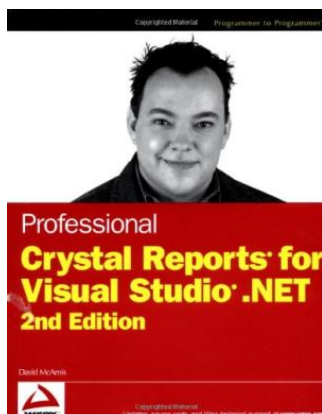 Copyrighted Material
Programmer to Programmer
Professional
Crystal Reports® for
Visual Studio® .NET
2nd Edition
David McAmis
Copyrighted Material